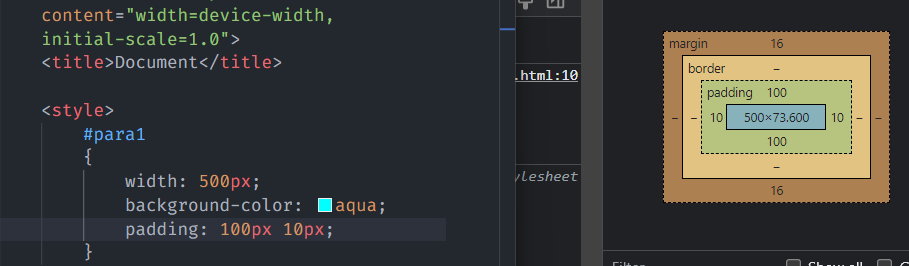 content="width=device-width,
initial-scale=1.0">
<title>Document</title>
<style>
#para1
{
width: 500px;
background-color: aqua;
padding: 100px 10px;
}
.html:10
ylesheet
margin 16
border –
padding 100
– – 10 500×73.600 10 – –
100
–
16
Filter
Show all